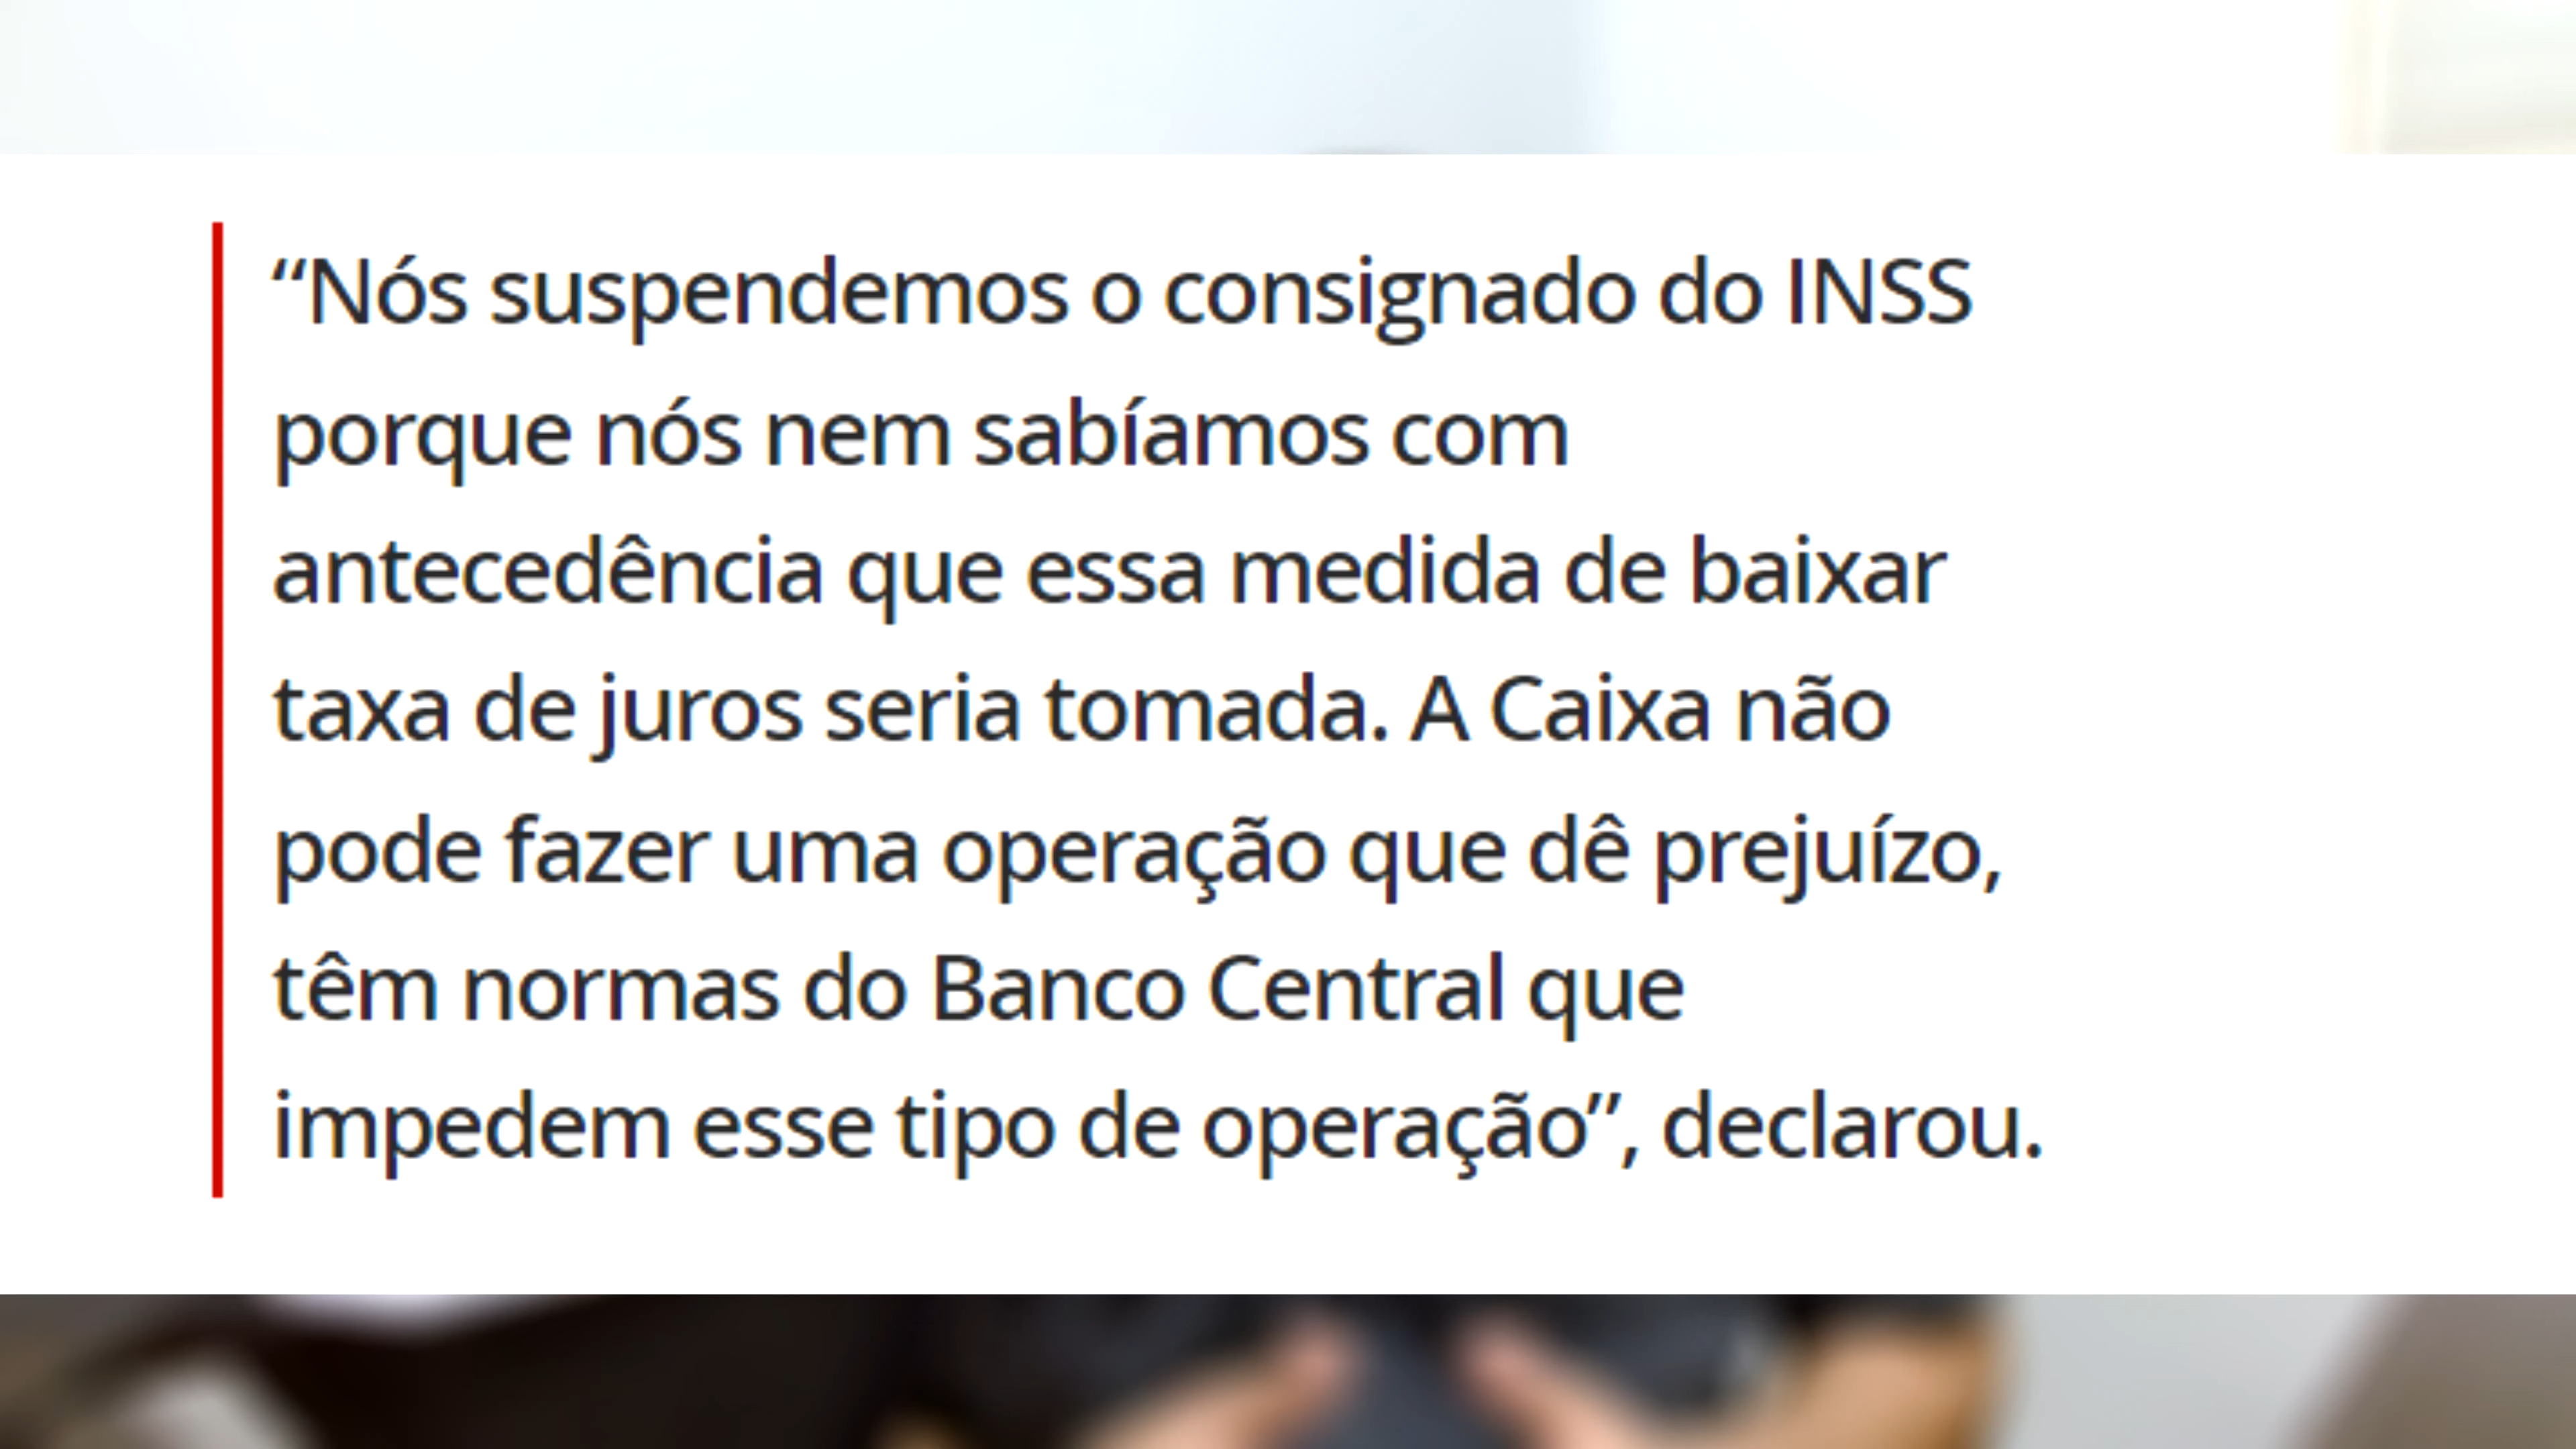 “Nós suspendemos o consignado do INSS
porque nós nem sabíamos com
antecedência que essa medida de baixar
taxa de juros seria tomada. A Caixa não
pode fazer uma operação que dê prejuízo,
têm normas do Banco Central que
impedem esse tipo de operação”, declarou.